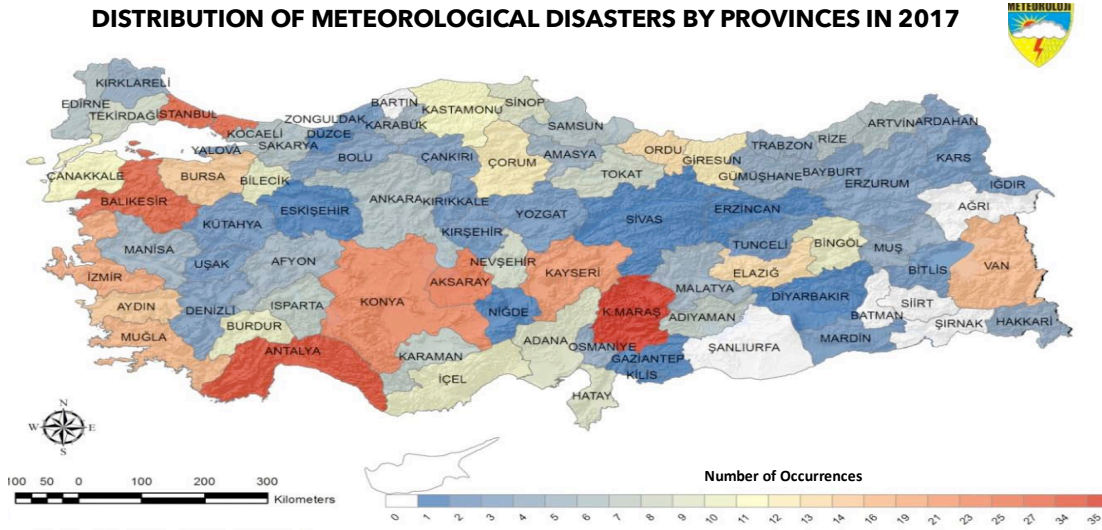 DISTRIBUTION OF METEOROLOGICAL DISASTERS BY PROVINCES IN 2017
METEOROLOJİ
KIRKLARELİ
EDİRNE
TEKİRDAĞ
İSTANBUL
KOCAELİ
YALOVA
SAKARYA
ZONGULDAK
DÜZCE
BARTIN
KARABÜK
KASTAMONU
SİNOP
SAMSUN
ORDU
GİRESUN
TRABZON
RİZE
ARTVİN
ARDAHAN
ÇANAKKALE
BALIKESİR
BURSA
BİLECİK
BOLU
ÇANKIRI
ÇORUM
AMASYA
TOKAT
GÜMÜŞHANE
BAYBURT
ERZURUM
KARS
IĞDIR
AĞRI
KÜTAHYA
ESKİŞEHİR
ANKARA
KIRIKKALE
YOZGAT
SİVAS
ERZİNCAN
KIRŞEHİR
TUNCELİ
BİNGÖL
MUŞ
MANİSA
UŞAK
AFYON
NEVŞEHİR
KAYSERİ
MALATYA
ELAZIĞ
BİTLİS
VAN
İZMİR
AYDIN
DENİZLİ
ISPARTA
KONYA
AKSARAY
NİĞDE
K.MARAŞ
ADIYAMAN
DİYARBAKIR
BATMAN
SİİRT
ŞIRNAK
HAKKARİ
MUĞLA
BURDUR
ANTALYA
KARAMAN
İÇEL
ADANA
OSMANİYE
GAZİANTEP
KİLİS
ŞANLIURFA
MARDİN
HATAY
N
W E
S
100 50 0 100 200 300
Kilometers
Number of Occurrences
0 1 2 3 4 5 6 7 8 9 10 11 12 13 14 16 19 21 23 25 27 34 35